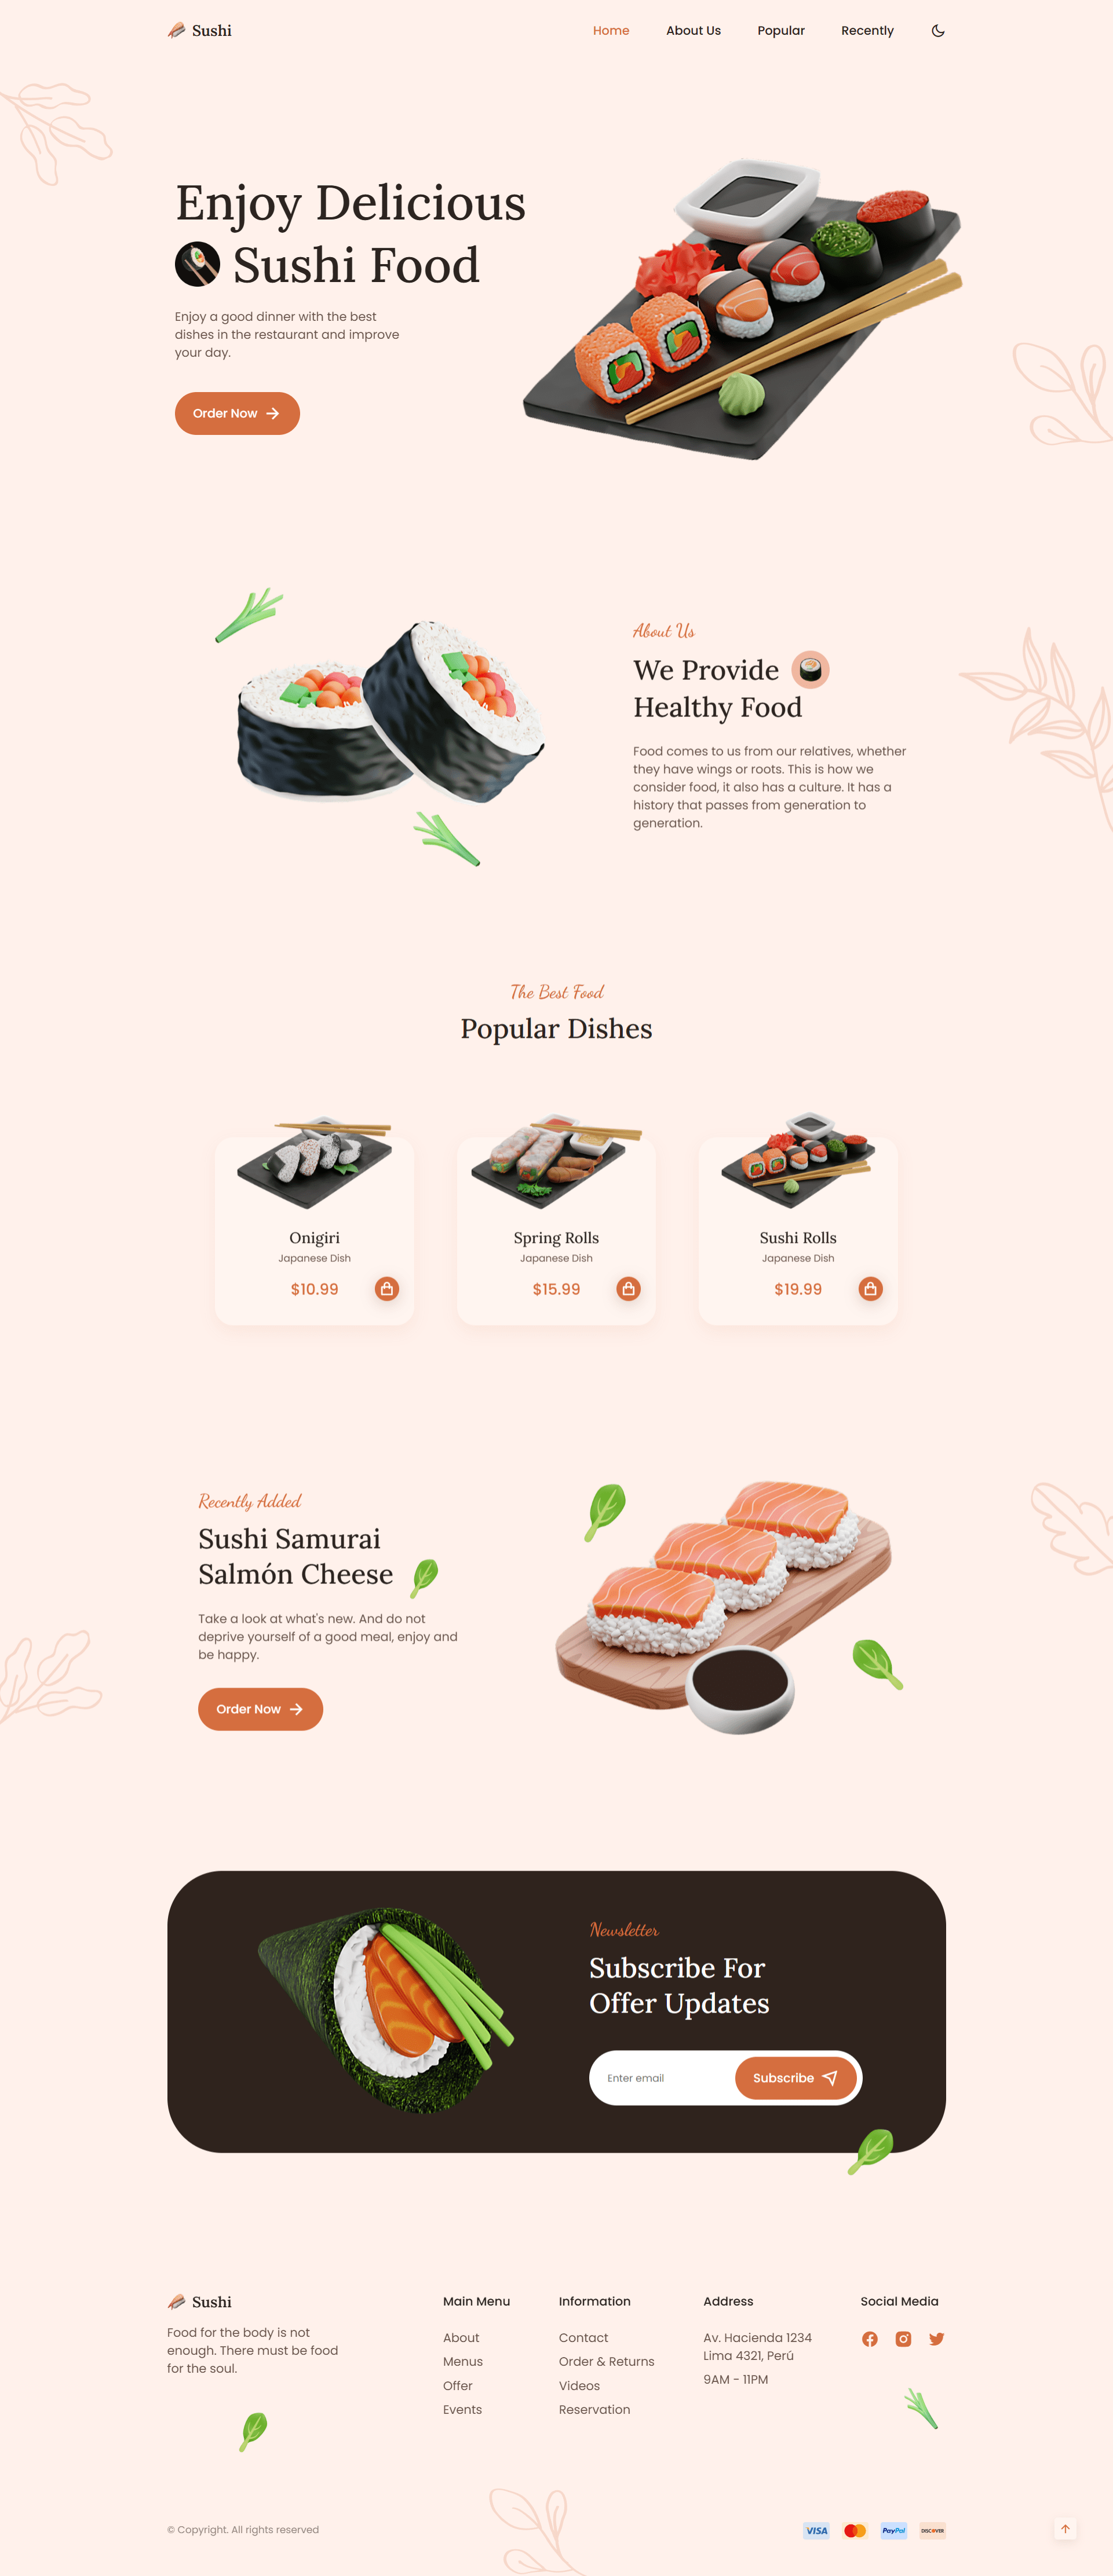 Sushi
Home
About Us
Popular
Recently
Enjoy Delicious
Sushi Food
Enjoy a good dinner with the best
dishes in the restaurant and improve
your day.
Order Now
About Us
We Provide
Healthy Food
Food comes to us from our relatives, whether
they have wings or roots. This is how we
consider food, it also has a culture. It has a
history that passes from generation to
generation.
The Best Food
Popular Dishes
Onigiri
Japanese Dish
$10.99
Spring Rolls
Japanese Dish
$15.99
Sushi Rolls
Japanese Dish
$19.99
Recently Added
Sushi Samurai
Salmón Cheese
Take a look at what's new. And do not
deprive yourself of a good meal, enjoy and
be happy.
Order Now
Newsletter
Subscribe For
Offer Updates
Enter email
Subscribe
Sushi
Food for the body is not
enough. There must be food
for the soul.
Main Menu
About
Menus
Offer
Events
Information
Contact
Order & Returns
Videos
Reservation
Address
Av. Hacienda 1234
Lima 4321, Perú
9AM - 11PM
Social Media
© Copyright. All rights reserved
VISA
PayPal
DISCOVER